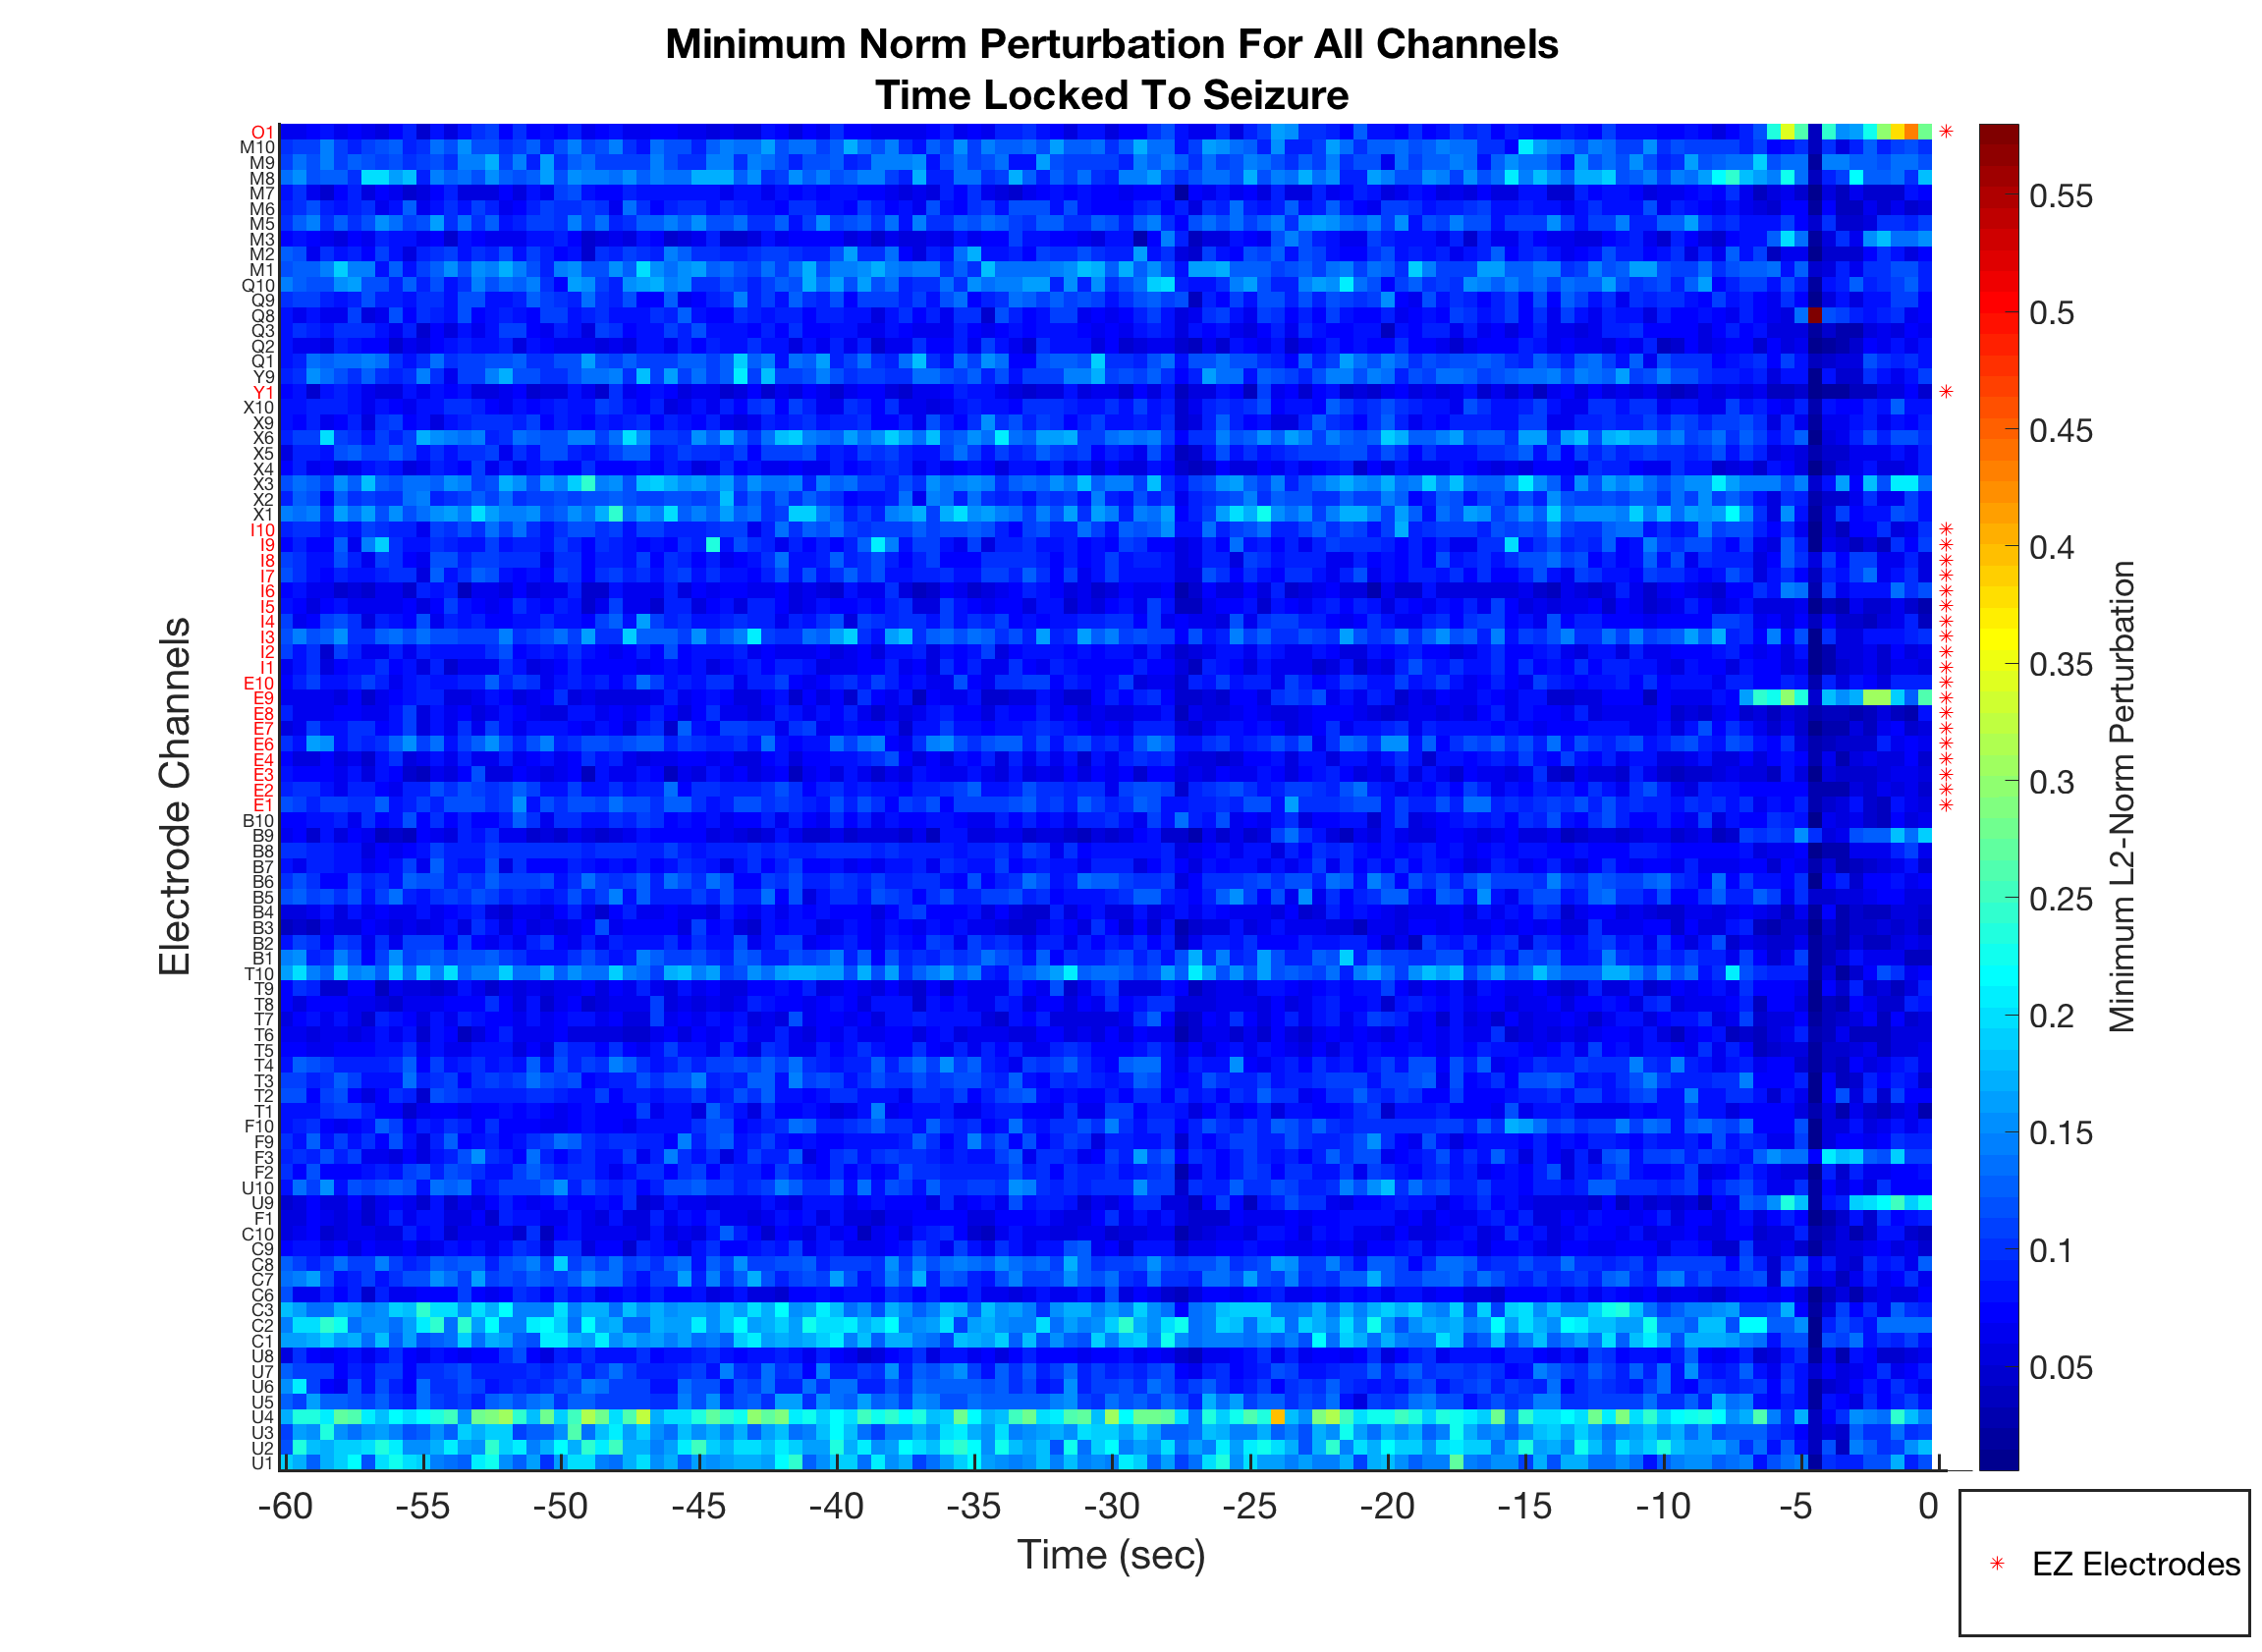 Minimum Norm Perturbation For All Channels
Time Locked To Seizure
O1
M10
M9
M8
M7
M6
M5
M3
M2
M1
Q10
Q9
Q8
Q3
Q2
Q1
Y9
Y1
X10
X9
X6
X5
X4
X3
X2
X1
I10
I9
I8
I7
I6
I5
I4
I3
I2
I1
E10
E9
E8
E7
E6
E4
E3
E2
E1
B10
B9
B8
B7
B6
B5
B4
B3
B2
B1
T10
T9
T8
T7
T6
T5
T4
T3
T2
T1
F10
F9
F3
F2
U10
U9
F1
C10
C9
C8
C7
C6
C3
C2
C1
U8
U7
U6
U5
U4
U3
U2
U1
Electrode Channels
-60 -55 -50 -45 -40 -35 -30 -25 -20 -15 -10 -5 0
Time (sec)
0.55
0.5
0.45
0.4
0.35
0.3
0.25
0.2
0.15
0.1
0.05
Minimum L2-Norm Perturbation
EZ Electrodes